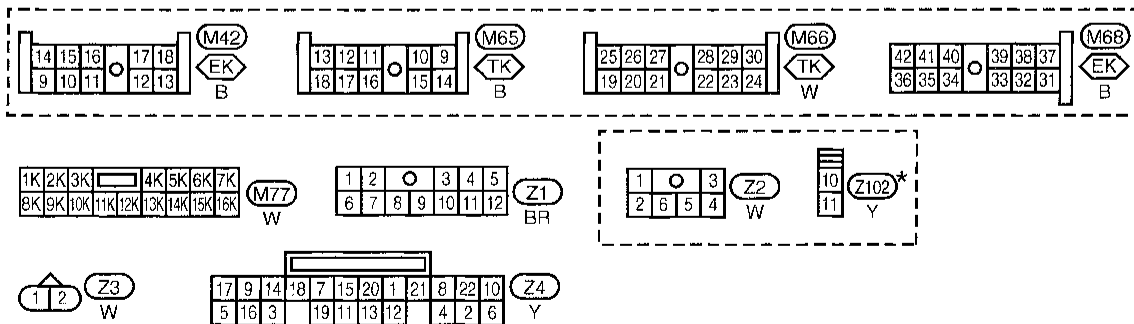 14 15 16 17 18 M42
9 10 11 12 13 EK
B
13 12 11 10 9 M65
18 17 16 15 14 TK
B
25 26 27 28 29 30 M66
19 20 21 22 23 24 TK
W
42 41 40 39 38 37 M68
36 35 34 33 32 31 EK
B
1K 2K 3K 4K 5K 6K 7K M77
8K 9K 10K 11K 12K 13K 14K 15K 16K
W
1 2 3 4 5 Z1
6 7 8 9 10 11 12
BR
1 3 Z2
2 6 5 4
W
10 Z102*
11
Y
1 2 Z3
W
17 9 14 18 7 15 20 1 21 8 22 10 Z4
5 16 3 19 11 13 12 4 2 6
Y